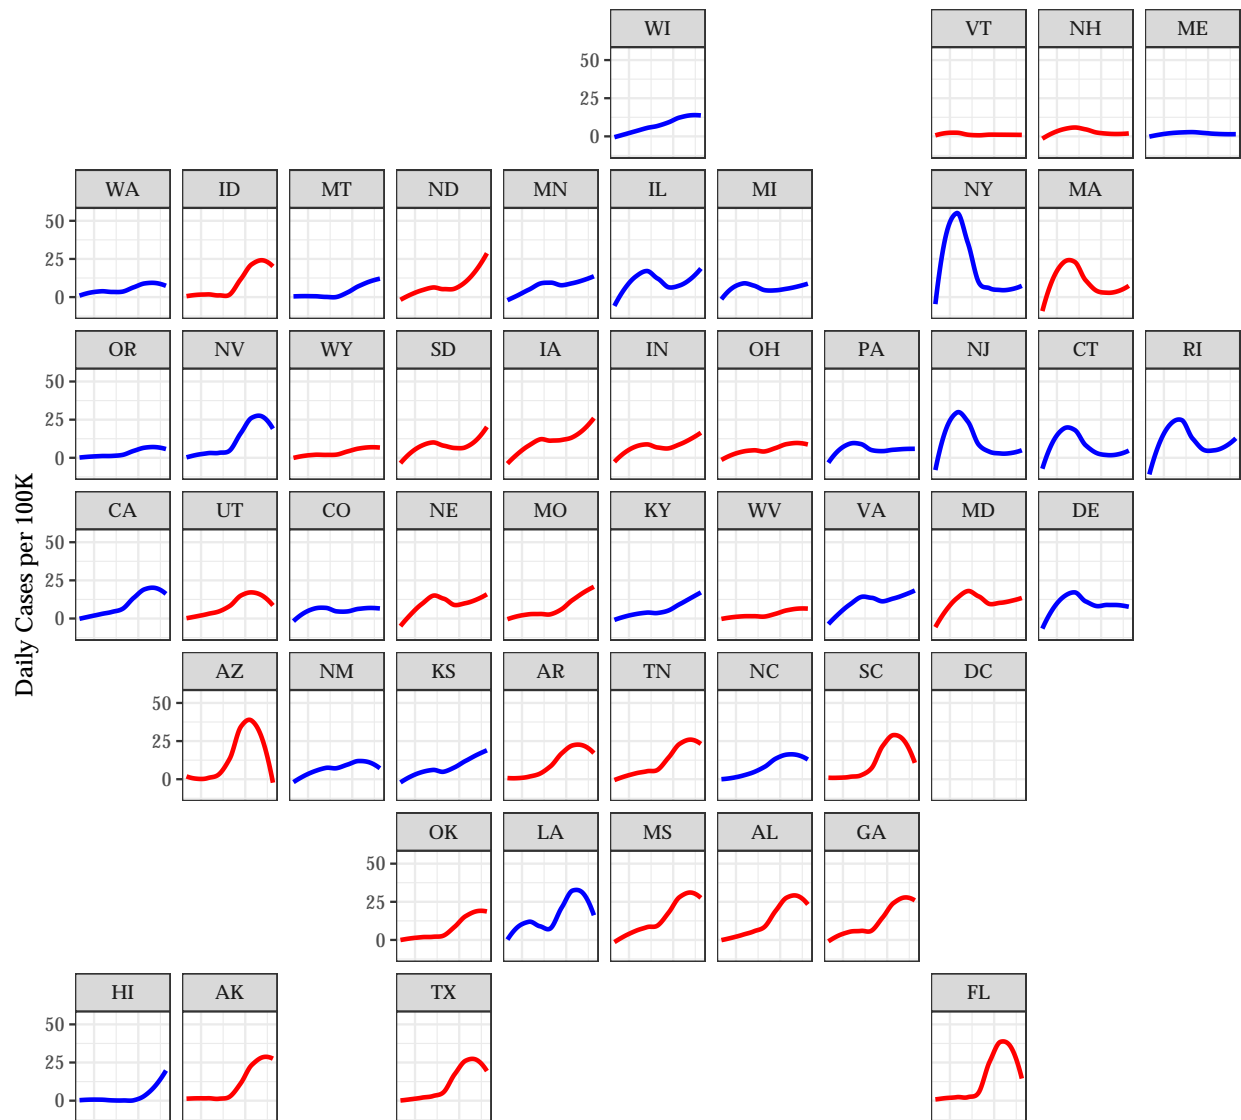 WI VT NH ME
50
25
0
WA ID MT ND MN IL MI NY MA
50
25
0
OR NV WY SD IA IN OH PA NJ CT RI
50
25
0
Daily Cases per 100K
CA UT CO NE MO KY WV VA MD DE
50
25
0
AZ NM KS AR TN NC SC DC
50
25
0
OK LA MS AL GA
50
25
0
HI AK TX FL
50
25
0